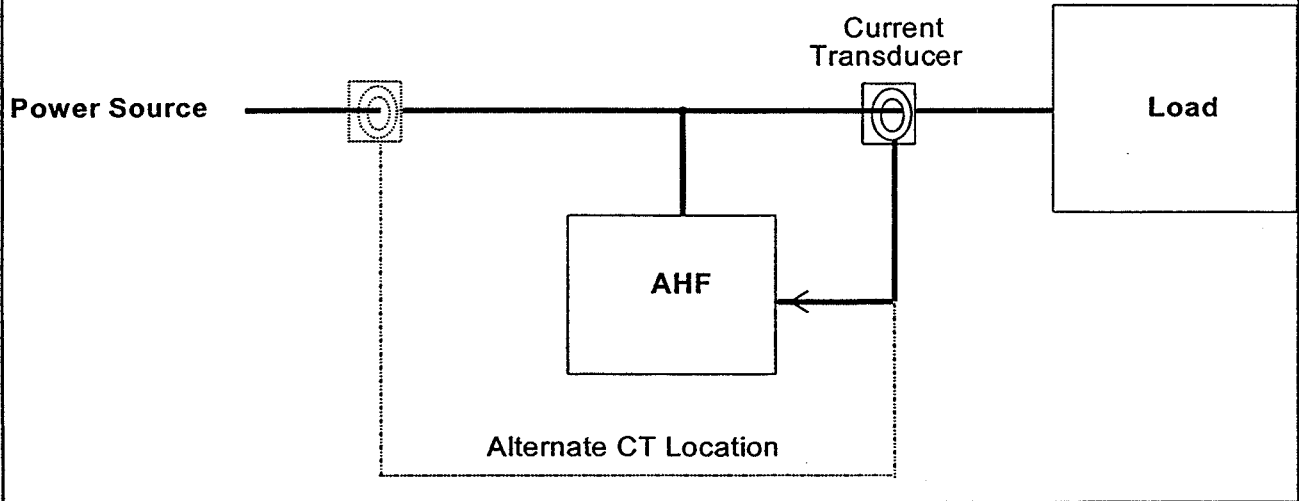 Current
Transducer
Power Source
Load
AHF
Alternate CT Location